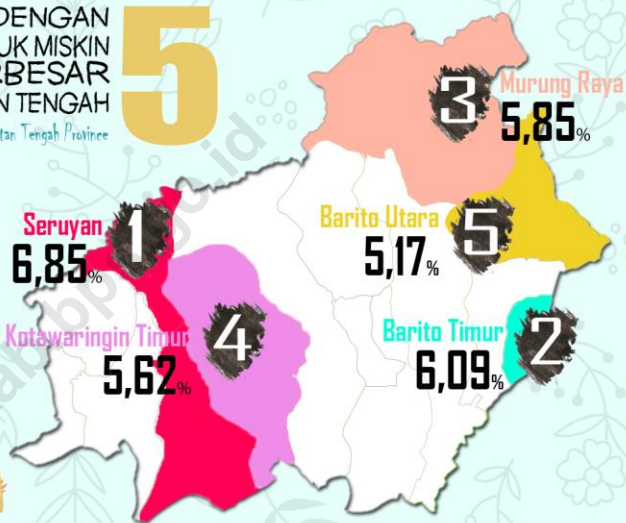 DENGAN
UK MISKIN
RBESAR
N TENGAH
tan Tengah Province
5
3
Murung Raya
5,85%
1
Seruyan
6,85%
Barito Utara
5,17%
5
Kotawaringin Timur
5,62%
4
Barito Timur
6,09%
2